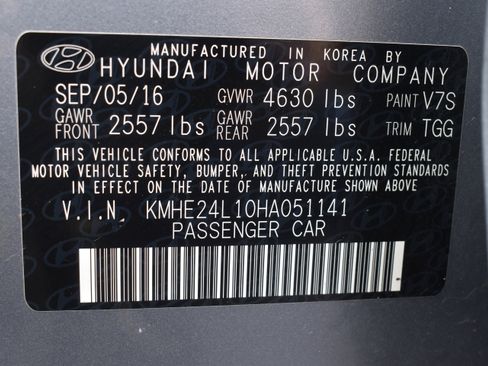 MANUFACTURED IN KOREA BY
HYUNDAI MOTOR COMPANY
SEP/05/16 GVWR 4630 lbs PAINT V7S
GAWR FRONT 2557 lbs GAWR REAR 2557 lbs TRIM TGG
THIS VEHICLE CONFORMS TO ALL APPLICABLE U.S.A. FEDERAL
MOTOR VEHICLE SAFETY, BUMPER, AND THEFT PREVENTION STANDARDS
IN EFFECT ON THE DATE OF MANUFACTURE SHOWN ABOVE
V.I.N. KMHE24L10HA051141
PASSENGER CAR